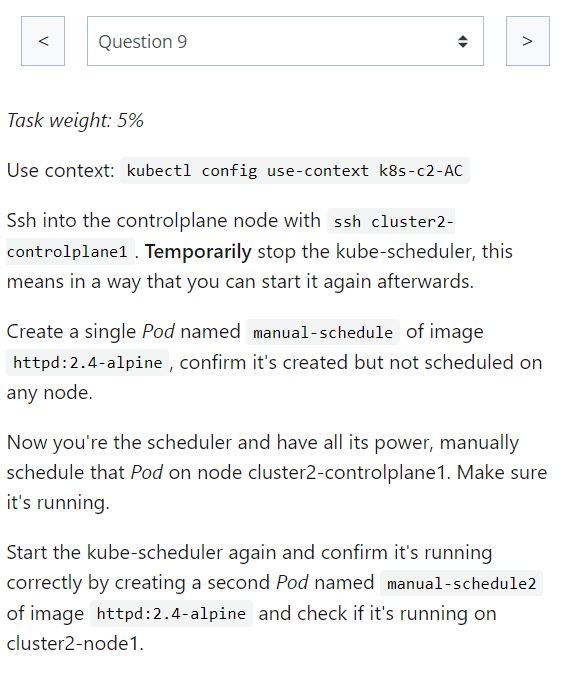 <
Question 9
>
Task weight: 5%
Use context: kubectl config use-context k8s-c2-AC
Ssh into the controlplane node with ssh cluster2-
controlplane1 . Temporarily stop the kube-scheduler, this
means in a way that you can start it again afterwards.
Create a single Pod named manual-schedule of image
httpd:2.4-alpine , confirm it's created but not scheduled on
any node.
Now you're the scheduler and have all its power, manually
schedule that Pod on node cluster2-controlplane1. Make sure
it's running.
Start the kube-scheduler again and confirm it's running
correctly by creating a second Pod named manual-schedule2
of image httpd:2.4-alpine and check if it's running on
cluster2-node1.